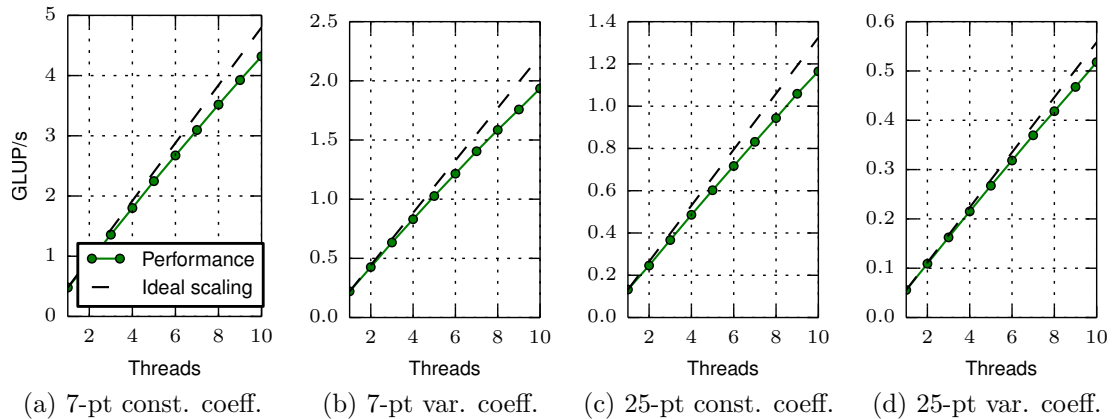 5
4
3
2
1
0
GLUP/s
2 4 6 8 10
Threads
Performance
Ideal scaling
(a) 7-pt const. coeff.
2.5
2.0
1.5
1.0
0.5
0.0
2 4 6 8 10
Threads
(b) 7-pt var. coeff.
1.4
1.2
1.0
0.8
0.6
0.4
0.2
0.0
2 4 6 8 10
Threads
(c) 25-pt const. coeff.
0.6
0.5
0.4
0.3
0.2
0.1
0.0
2 4 6 8 10
Threads
(d) 25-pt var. coeff.